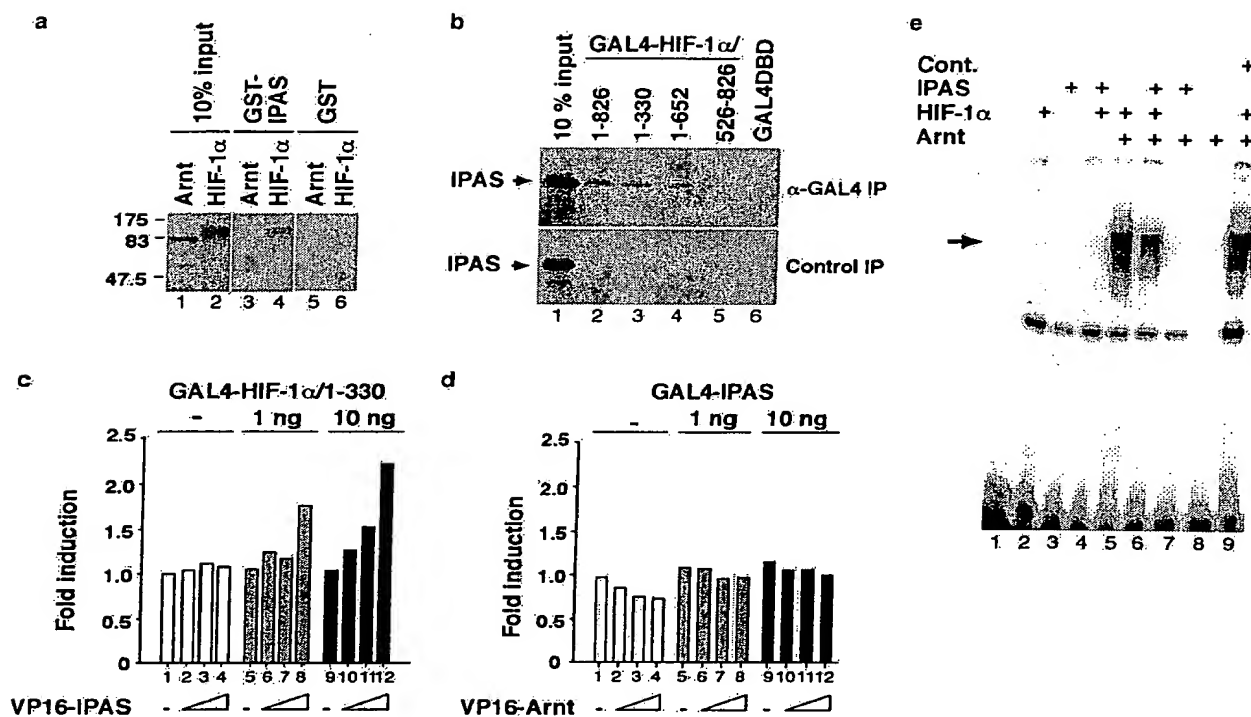 a
10% input
GST-
IPAS
GST
Arnt
HIF-1α
Arnt
HIF-1α
Arnt
HIF-1α
175
83
47.5
1 2 3 4 5 6
b
GAL4-HIF-1α/
10 % input
1-826
1-330
1-652
526-826
GAL4DBD
IPAS
α-GAL4 IP
IPAS
Control IP
1 2 3 4 5 6
e
Cont. +
IPAS + + + +
HIF-1α + + + + +
Arnt + + + + +
1 2 3 4 5 6 7 8 9
c
GAL4-HIF-1α/1-330
- 1 ng 10 ng
2.5
2.0
1.5
1.0
0.5
0
Fold induction
1 2 3 4 5 6 7 8 9 10 11 12
VP16-IPAS - - -
d
GAL4-IPAS
- 1 ng 10 ng
2.5
2.0
1.5
1.0
0.5
0
Fold induction
1 2 3 4 5 6 7 8 9 10 11 12
VP16-Arnt - - -